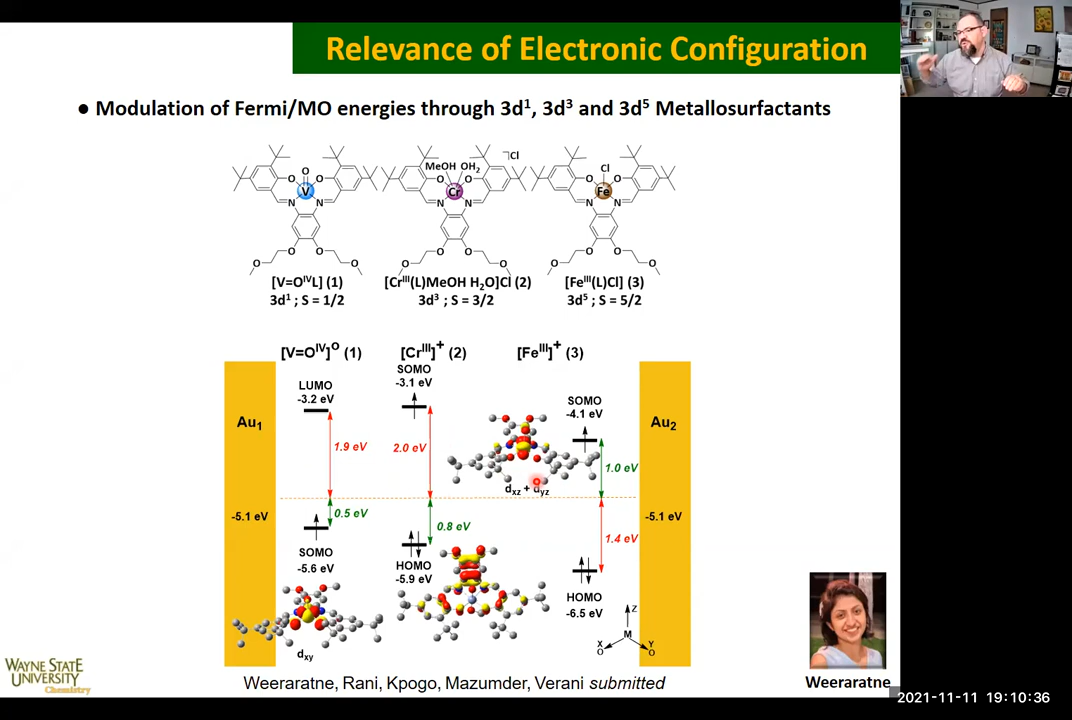 Relevance of Electronic Configuration
● Modulation of Fermi/MO energies through 3d¹, 3d³ and 3d⁵ Metallosurfactants
O
O
O
V
N
N
O
O
O
O
MeOH OH₂
⌉Cl
O
O
Cr
N
N
O
O
O
O
Cl
O
O
Fe
N
N
O
O
O
O
[V=Oᴵⱽ L] (1)
3d¹ ; S = 1/2
[Crᴵᴵᴵ(L)MeOH H₂O]Cl (2)
3d³ ; S = 3/2
[Feᴵᴵᴵ(L)Cl] (3)
3d⁵ ; S = 5/2
[V=Oᴵⱽ]⁰ (1)
[Crᴵᴵᴵ]⁺ (2)
[Feᴵᴵᴵ]⁺ (3)
Au₁
-5.1 eV
LUMO
-3.2 eV
1.9 eV
0.5 eV
SOMO
-5.6 eV
dxy
SOMO
-3.1 eV
2.0 eV
0.8 eV
HOMO
-5.9 eV
dxz + dyz
SOMO
-4.1 eV
1.0 eV
1.4 eV
HOMO
-6.5 eV
Z
M
X
O
Y
O
Au₂
-5.1 eV
Weeraratne, Rani, Kpogo, Mazumder, Verani submitted
WAYNE STATE
UNIVERSITY
Chemistry
Weeraratne
2021-11-11 19:10:36